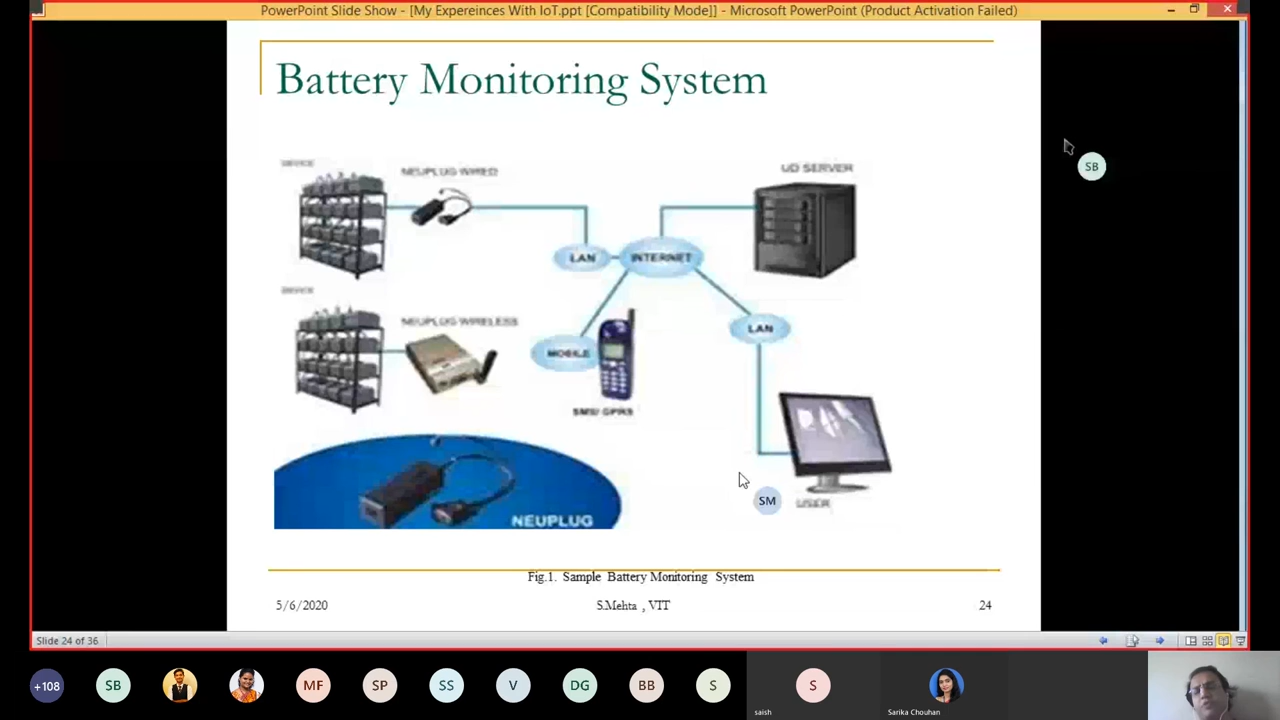 PowerPoint Slide Show - [My Expereinces With IoT.ppt [Compatibility Mode]] - Microsoft PowerPoint (Product Activation Failed)
Battery Monitoring System
DEVICE
NEUPLUG WIRED
UD SERVER
SB
LAN
INTERNET
DEVICE
NEUPLUG WIRELESS
LAN
MOBILE
SMS/ GPRS
SM
USER
NEUPLUG
Fig.1. Sample Battery Monitoring System
5/6/2020
S.Mehta , VIT
24
Slide 24 of 36
+108
SB
MF
SP
SS
V
DG
BB
S
S
saish
Sarika Chouhan